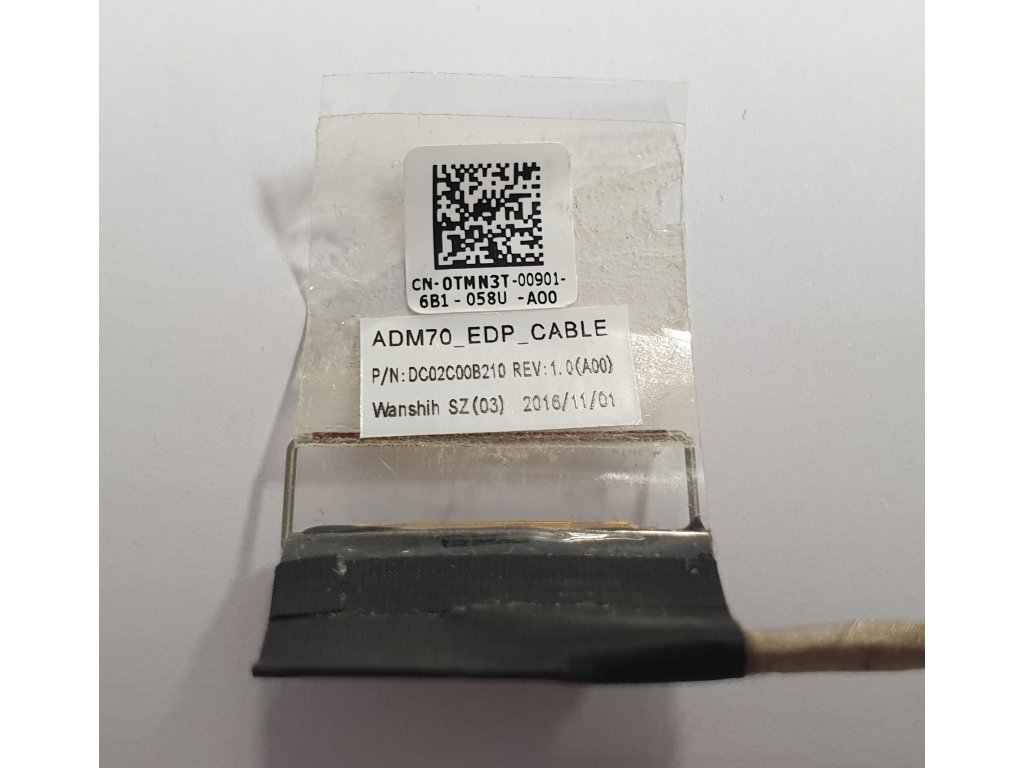 CN-0TMN3T-00901-
6B1-058U -A00
ADM70_EDP_CABLE
P/N:DC02C00B210 REV:1.0(A00)
Wanshih SZ(03) 2016/11/01